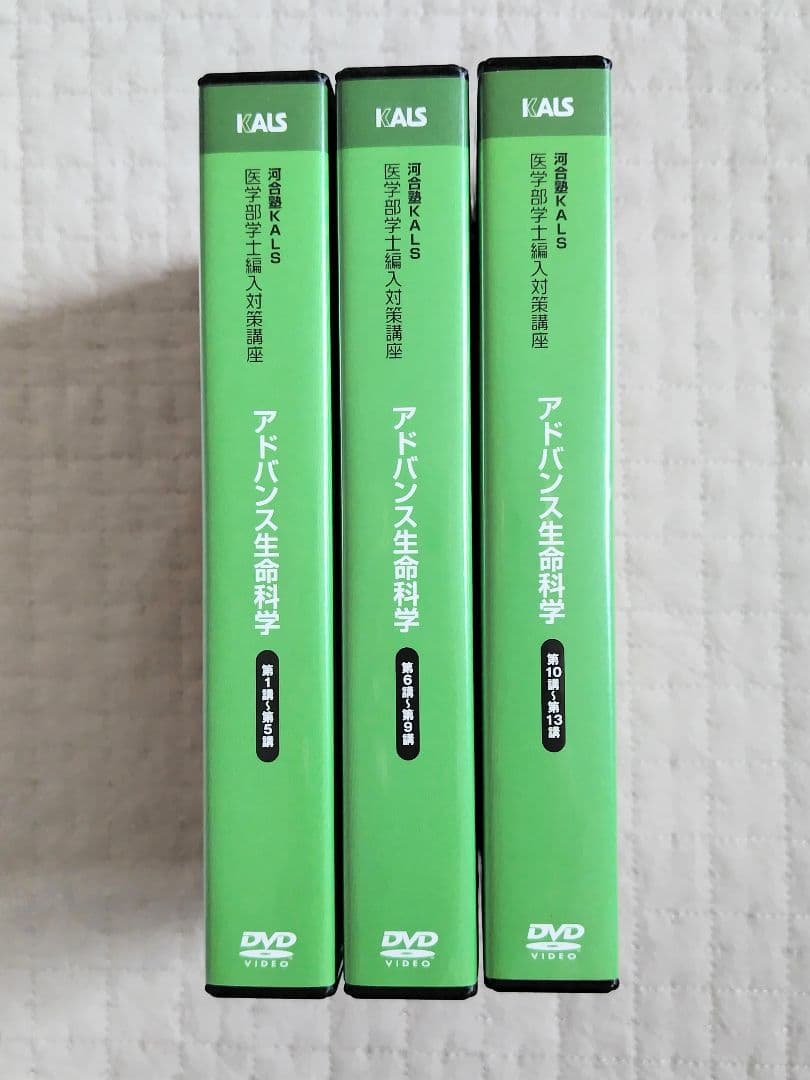 KALS
河合塾KALS
医学部学士編入対策講座
アドバンス生命科学
第1講～第5講
DVD
VIDEO
KALS
河合塾KALS
医学部学士編入対策講座
アドバンス生命科学
第6講～第9講
DVD
VIDEO
KALS
河合塾KALS
医学部学士編入対策講座
アドバンス生命科学
第10講～第13講
DVD
VIDEO